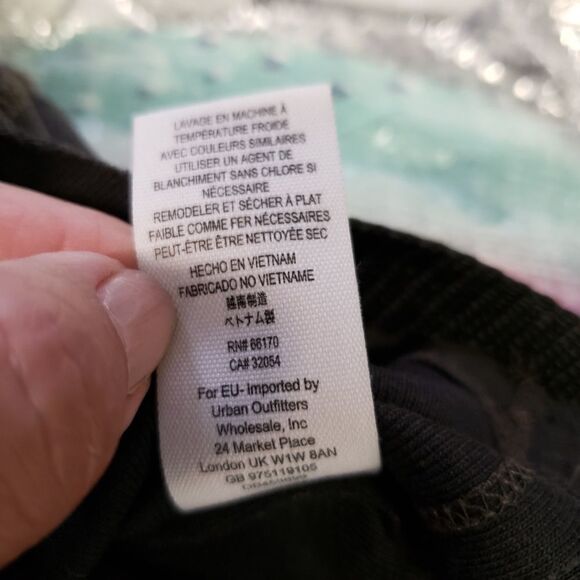 LAVAGE EN MACHINE À
TEMPÉRATURE FROIDE
AVEC COULEURS SIMILAIRES
UTILISER UN AGENT DE
BLANCHIMENT SANS CHLORE SI
NÉCESSAIRE
REMODELER ET SÉCHER À PLAT
FAIBLE COMME FER NÉCESSAIRES
PEUT-ÊTRE ÊTRE NETTOYÉE SEC
HECHO EN VIETNAM
FABRICADO NO VIETNAME
越南制造
ベトナム製
RN# 66170
CA# 32054
For EU- Imported by
Urban Outfitters
Wholesale, Inc
24 Market Place
London UK W1W 8AN
GB 975119105